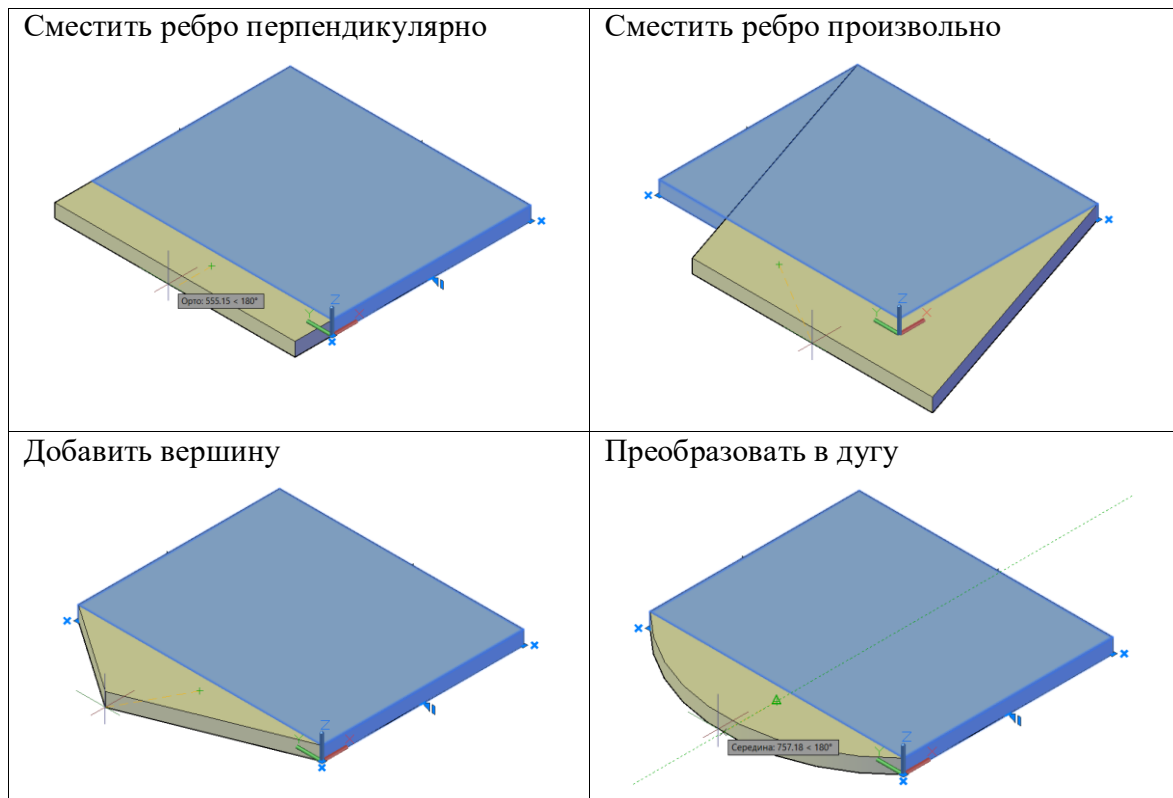 Сместить ребро перпендикулярно
Сместить ребро произвольно
Z
Y
X
Орто: 555.15 < 180°
Z
Y
X
Добавить вершину
Преобразовать в дугу
Z
X
Z
Y
X
Середина: 757.18 < 180°